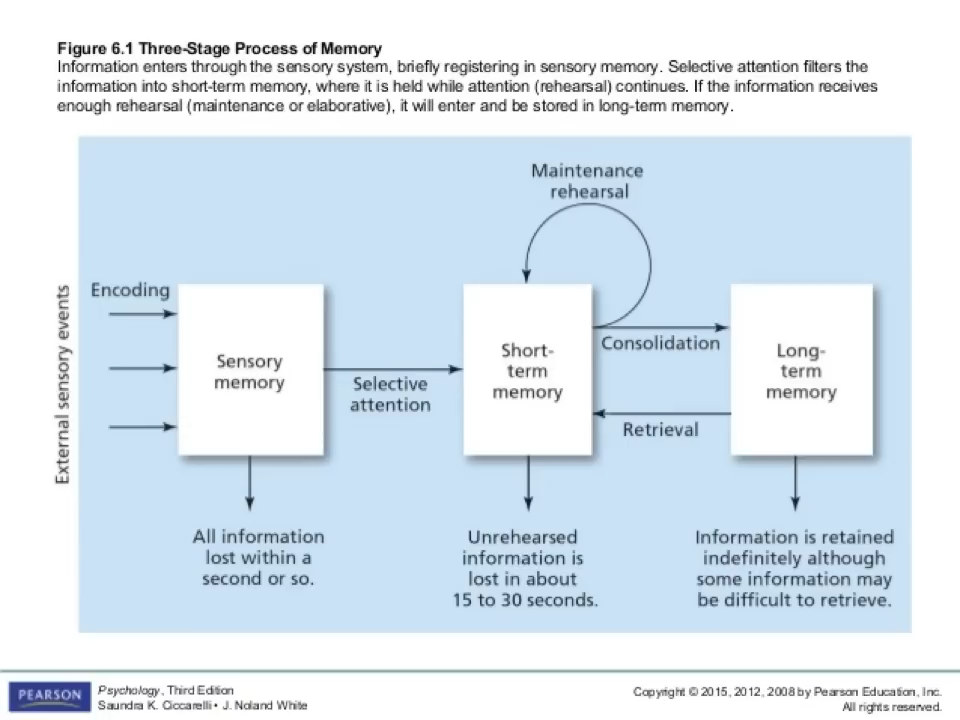 Figure 6.1 Three-Stage Process of Memory
Information enters through the sensory system, briefly registering in sensory memory. Selective attention filters the
information into short-term memory, where it is held while attention (rehearsal) continues. If the information receives
enough rehearsal (maintenance or elaborative), it will enter and be stored in long-term memory.
Maintenance
rehearsal
External sensory events
Encoding
Sensory
memory
Selective
attention
Short-
term
memory
Consolidation
Retrieval
Long-
term
memory
All information
lost within a
second or so.
Unrehearsed
information is
lost in about
15 to 30 seconds.
Information is retained
indefinitely although
some information may
be difficult to retrieve.
PEARSON
Psychology, Third Edition
Saundra K. Ciccarelli • J. Noland White
Copyright © 2015, 2012, 2008 by Pearson Education, Inc.
All rights reserved.